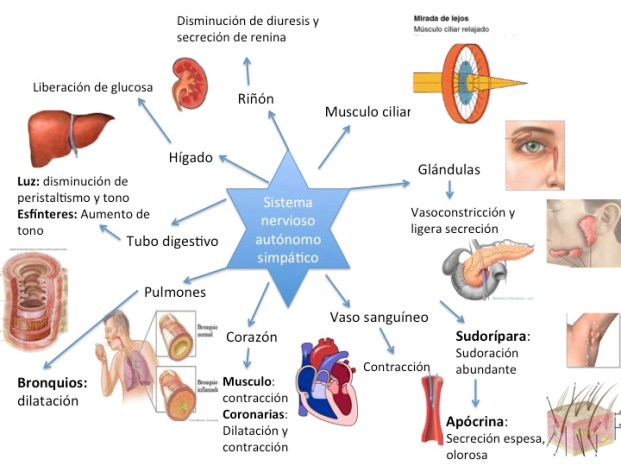 Disminución de diuresis y
secreción de renina
Mirada de lejos
Músculo ciliar relajado
Liberación de glucosa
Riñón
Musculo ciliar
Hígado
Glándulas
Luz: disminución de
peristaltismo y tono
Esfínteres: Aumento de
tono
Sistema
nervioso
autónomo
simpático
Vasoconstricción y
ligera secreción
Tubo digestivo
Pulmones
Vaso sanguíneo
Bronquio
normal
Corazón
Sudorípara:
Sudoración
abundante
Contracción
Bronquios:
dilatación
Bronquio
Musculo:
contracción
Coronarias:
Dilatación y
contracción
Apòcrina:
Secreción espesa,
olorosa